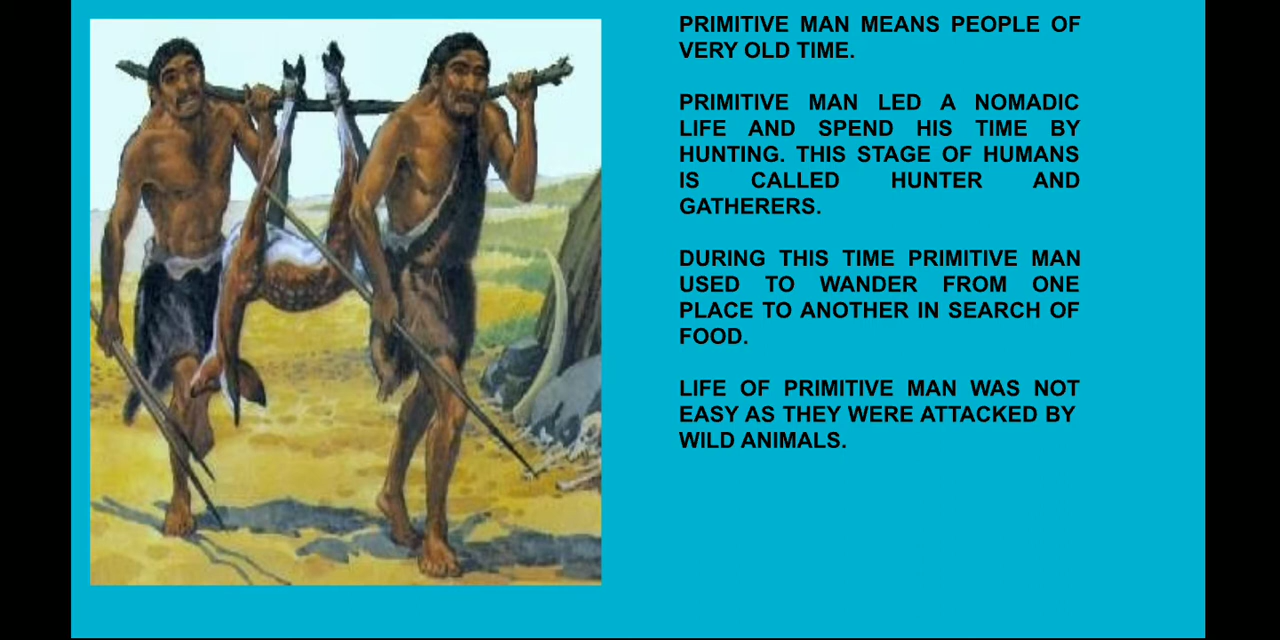 PRIMITIVE MAN MEANS PEOPLE OF
VERY OLD TIME.
PRIMITIVE MAN LED A NOMADIC
LIFE AND SPEND HIS TIME BY
HUNTING. THIS STAGE OF HUMANS
IS CALLED HUNTER AND
GATHERERS.
DURING THIS TIME PRIMITIVE MAN
USED TO WANDER FROM ONE
PLACE TO ANOTHER IN SEARCH OF
FOOD.
LIFE OF PRIMITIVE MAN WAS NOT
EASY AS THEY WERE ATTACKED BY
WILD ANIMALS.